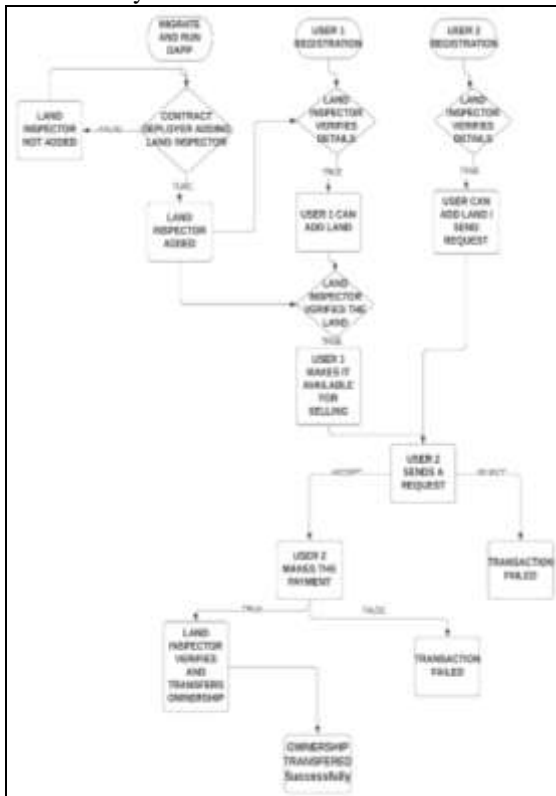 MIGRATE
AND RUN
DAPP
USER 1
REGISTRATION
USER 2
REGISTRATION
LAND
INSPECTOR
NOT ADDED
FALSE
CONTRACT
DEPLOYER ADDING
LAND INSPECTOR
LAND
INSPECTOR
VERIFIES
DETAILS
LAND
INSPECTOR
VERIFIES
DETAILS
TRUE
TRUE
TRUE
LAND
INSPECTOR
ADDED
USER 1 CAN
ADD LAND
USER CAN
ADD LAND /
SEND
REQUEST
LAND
INSPECTOR
VERIFIES THE
LAND
TRUE
USER 1
MAKES IT
AVAILABLE
FOR
SELLING
USER 2
SENDS A
REQUEST
ACCEPT
REJECT
USER 2
MAKES THE
PAYMENT
TRANSACTION
FAILED
TRUE
FALSE
LAND
INSPECTOR
VERIFIES
AND
TRANSFERS
OWNERSHIP
TRANSACTION
FAILED
OWNERSHIP
TRANSFERED
Successfully